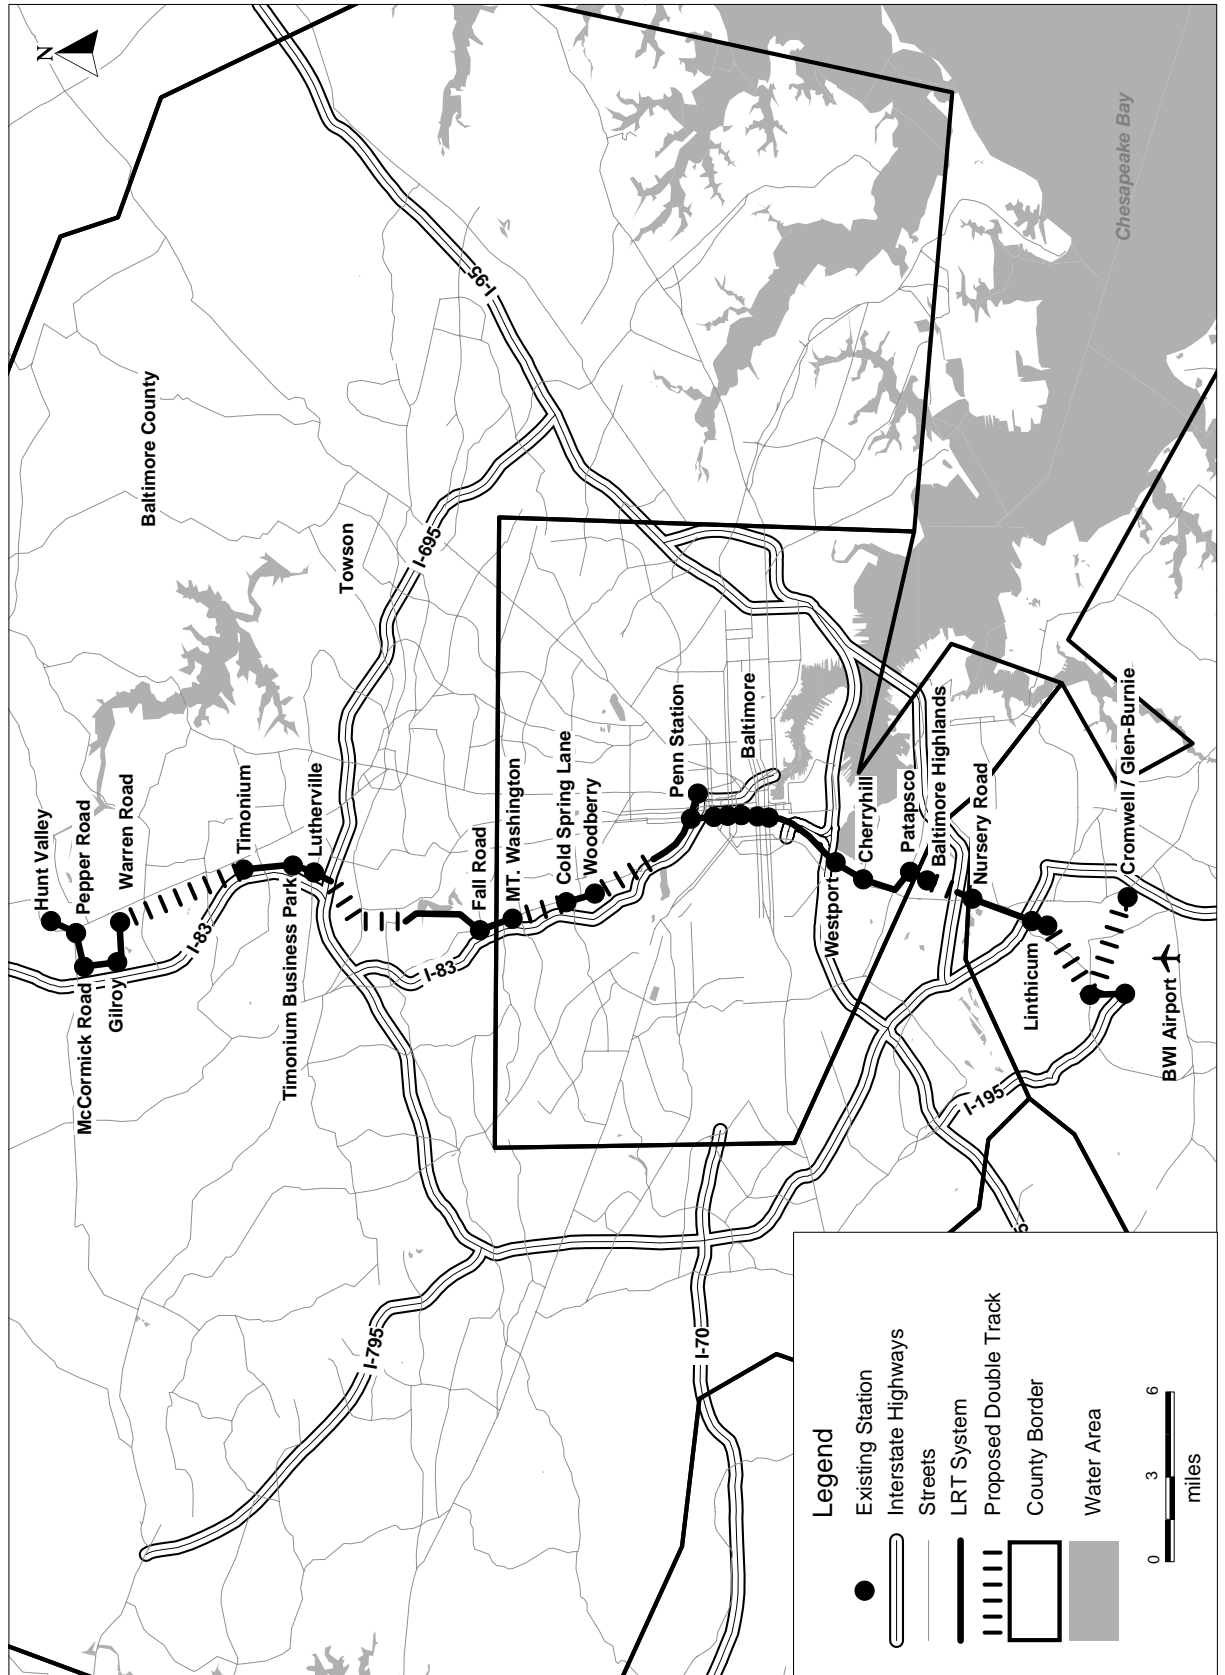 N
Chesapeake Bay
I-95
Baltimore County
Towson
I-695
Hunt Valley
Pepper Road
Warren Road
McCormick Road
Gilroy
I-83
Timonium
Timonium Business Park
Lutherville
I-83
Fall Road
MT. Washington
Cold Spring Lane
Woodberry
Penn Station
Baltimore
Westport
Cherryhill
Patapsco
Baltimore Highlands
Nursery Road
Linthicum
Cromwell / Glen-Burnie
BWI Airport
I-195
I-795
I-70
Legend
Existing Station
Interstate Highways
Streets
LRT System
Proposed Double Track
County Border
Water Area
0 3 6
miles